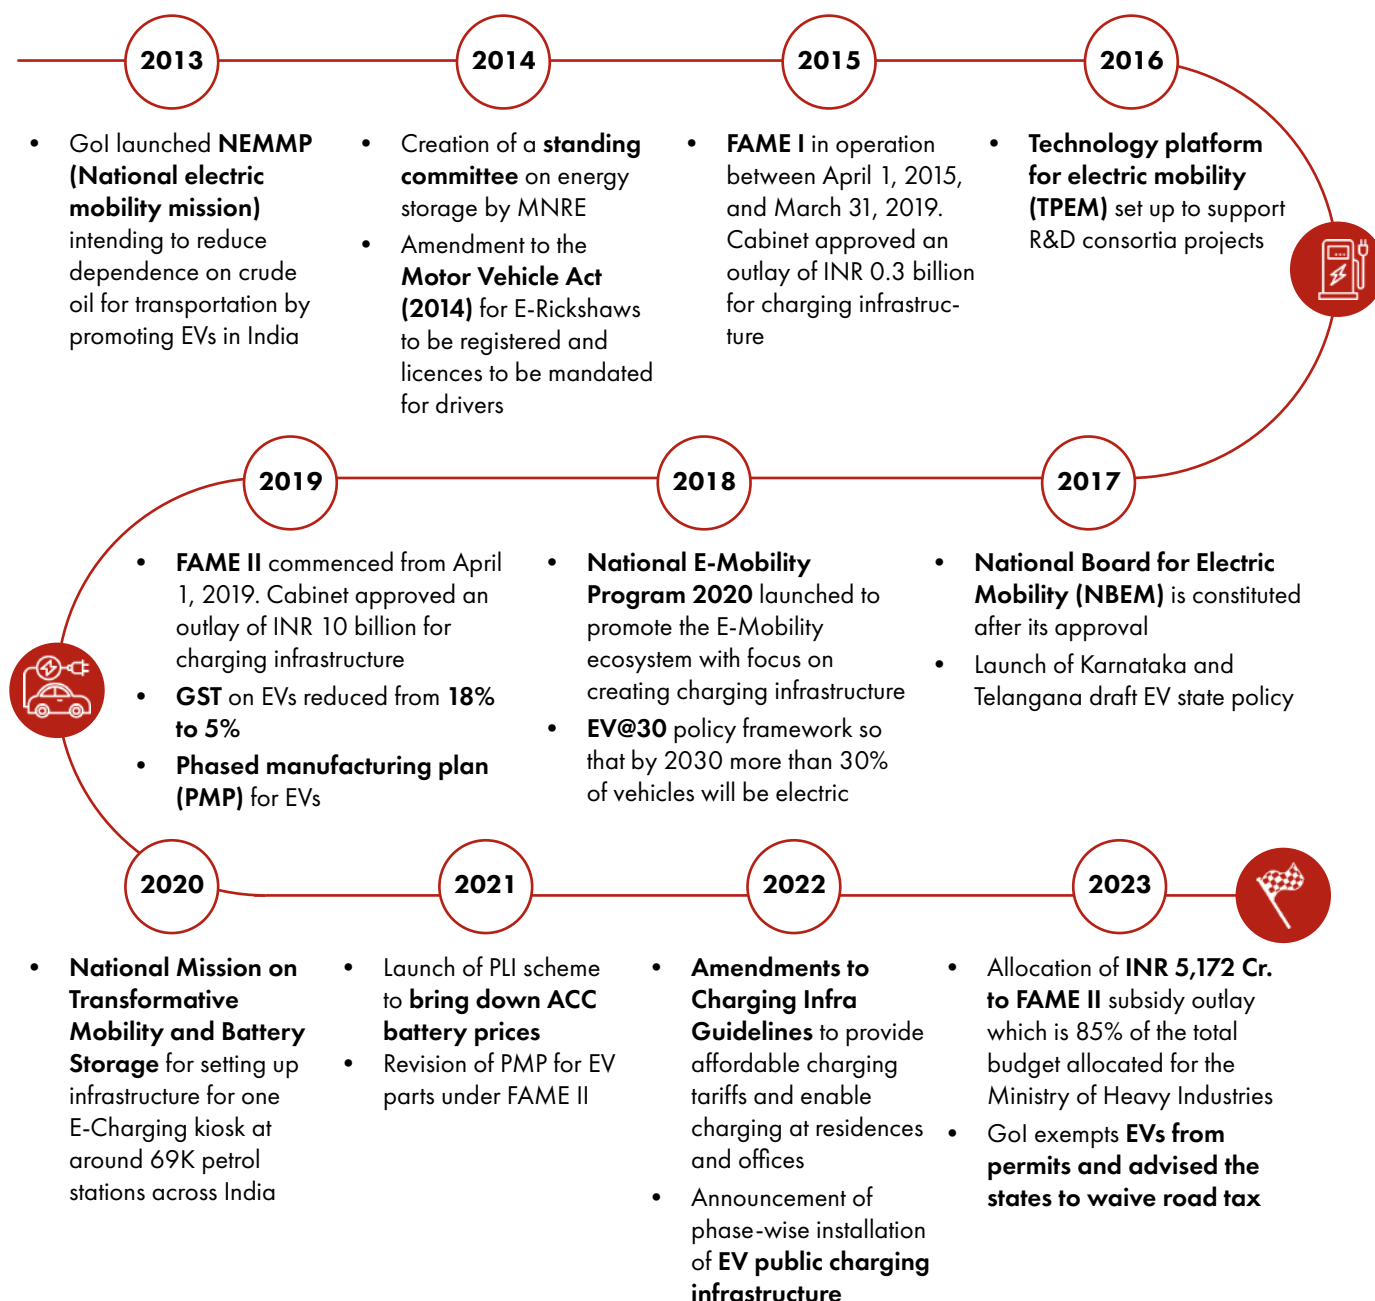 2013
2014
2015
2016
• GoI launched NEMMP
(National electric
mobility mission)
intending to reduce
dependence on crude
oil for transportation by
promoting EVs in India
• Creation of a standing
committee on energy
storage by MNRE
• Amendment to the
Motor Vehicle Act
(2014) for E-Rickshaws
to be registered and
licences to be mandated
for drivers
• FAME I in operation
between April 1, 2015,
and March 31, 2019.
Cabinet approved an
outlay of INR 0.3 billion
for charging infrastruc-
ture
• Technology platform
for electric mobility
(TPEM) set up to support
R&D consortia projects
2019
2018
2017
• FAME II commenced from April
1, 2019. Cabinet approved an
outlay of INR 10 billion for
charging infrastructure
• GST on EVs reduced from 18%
to 5%
• Phased manufacturing plan
(PMP) for EVs
• National E-Mobility
Program 2020 launched to
promote the E-Mobility
ecosystem with focus on
creating charging infrastructure
• EV@30 policy framework so
that by 2030 more than 30%
of vehicles will be electric
• National Board for Electric
Mobility (NBEM) is constituted
after its approval
• Launch of Karnataka and
Telangana draft EV state policy
2020
2021
2022
2023
• National Mission on
Transformative
Mobility and Battery
Storage for setting up
infrastructure for one
E-Charging kiosk at
around 69K petrol
stations across India
• Launch of PLI scheme
to bring down ACC
battery prices
• Revision of PMP for EV
parts under FAME II
• Amendments to
Charging Infra
Guidelines to provide
affordable charging
tariffs and enable
charging at residences
and offices
• Announcement of
phase-wise installation
of EV public charging
infrastructure
• Allocation of INR 5,172 Cr.
to FAME II subsidy outlay
which is 85% of the total
budget allocated for the
Ministry of Heavy Industries
• GoI exempts EVs from
permits and advised the
states to waive road tax